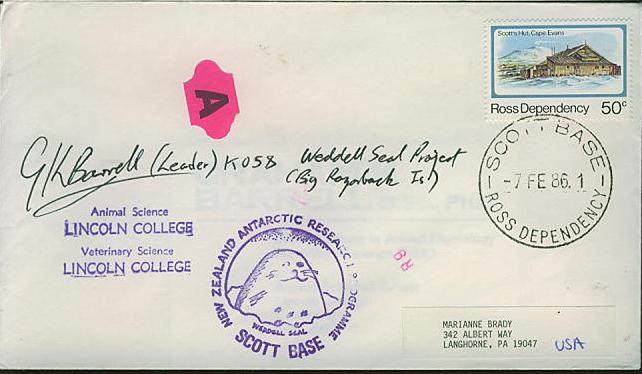 Scott's Hut, Cape Evans
Ross Dependency 50c
A
SCOTT BASE
-7 FE 86.1
ROSS DEPENDENCY
GK Barrell (Leader) K058 Weddell Seal Project
(Big Razorback Is!)
Animal Science
LINCOLN COLLEGE
Veterinary Science
LINCOLN COLLEGE
NEW ZEALAND ANTARCTIC RESEARCH PROGRAMME
WEDDELL SEAL
SCOTT BASE
R9
MARIANNE BRADY
342 ALBERT WAY
LANGHORNE, PA 19047
USA